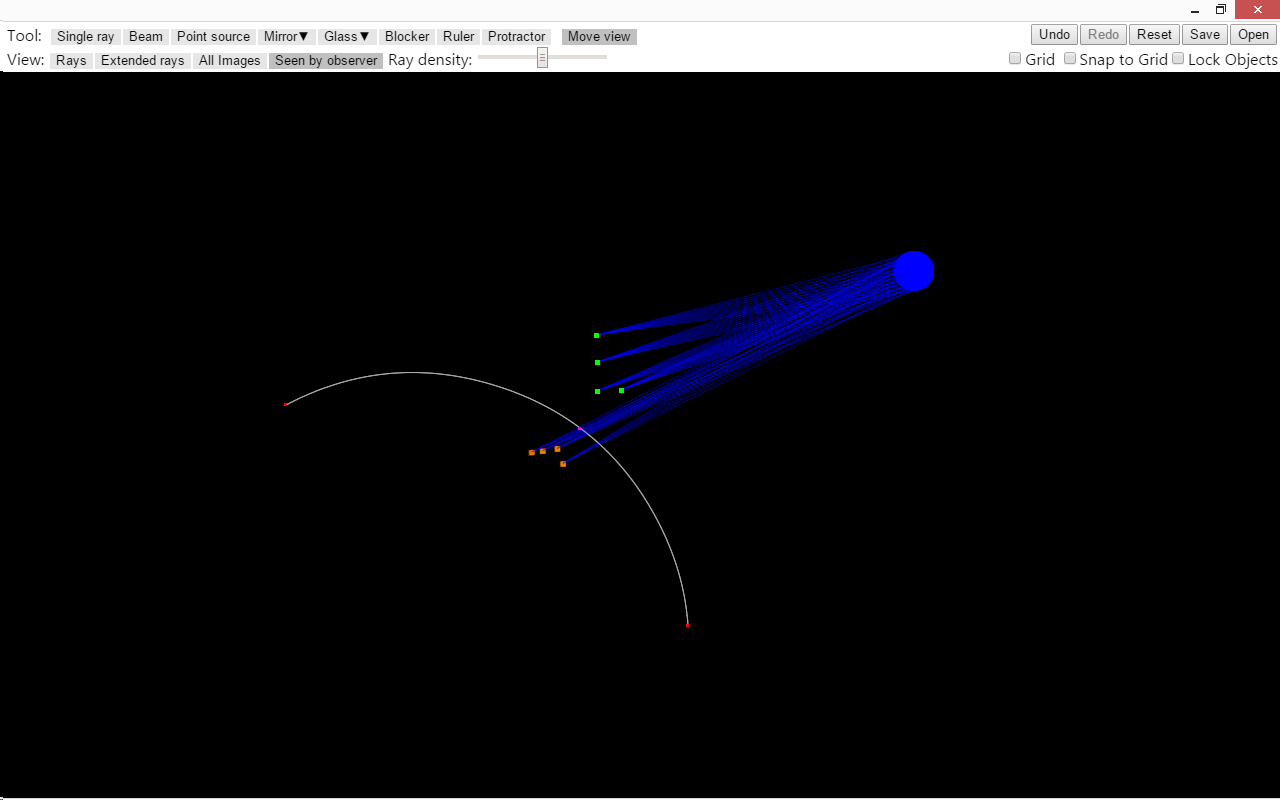 Tool: Single ray Beam Point source Mirror▼ Glass▼ Blocker Ruler Protractor Move view Undo Redo Reset Save Open
View: Rays Extended rays All Images Seen by observer Ray density: Grid Snap to Grid Lock Objects